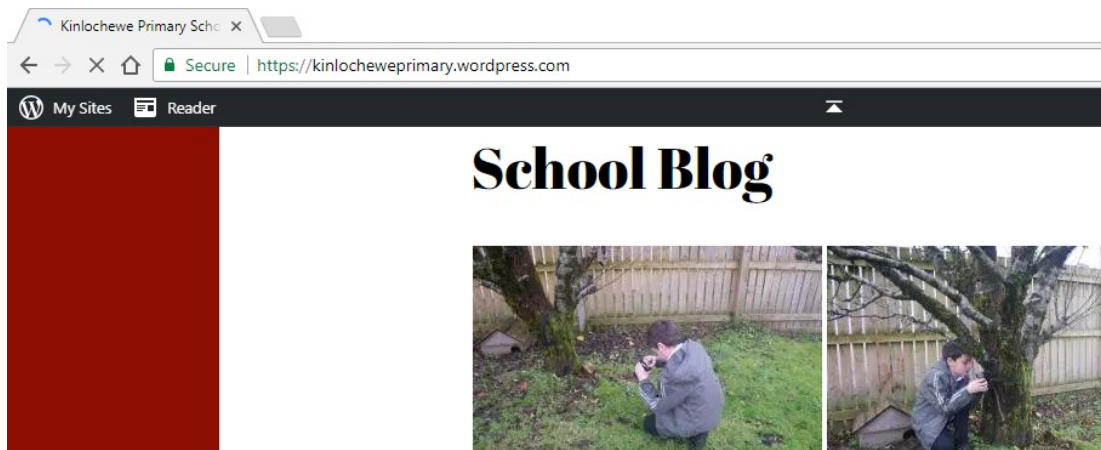 Kinlochewe Primary Scho
Secure | https://kinlocheweprimary.wordpress.com
My Sites Reader
School Blog